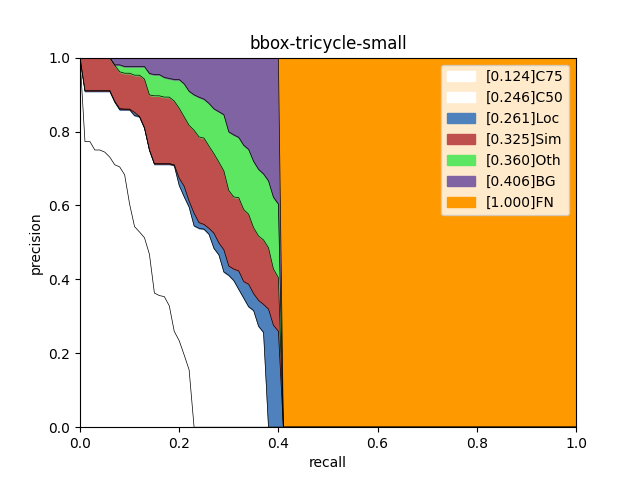 bbox-tricycle-small
1.0
0.8
0.6
0.4
0.2
0.0
precision
0.0 0.2 0.4 0.6 0.8 1.0
recall
[0.124]C75
[0.246]C50
[0.261]Loc
[0.325]Sim
[0.360]Oth
[0.406]BG
[1.000]FN